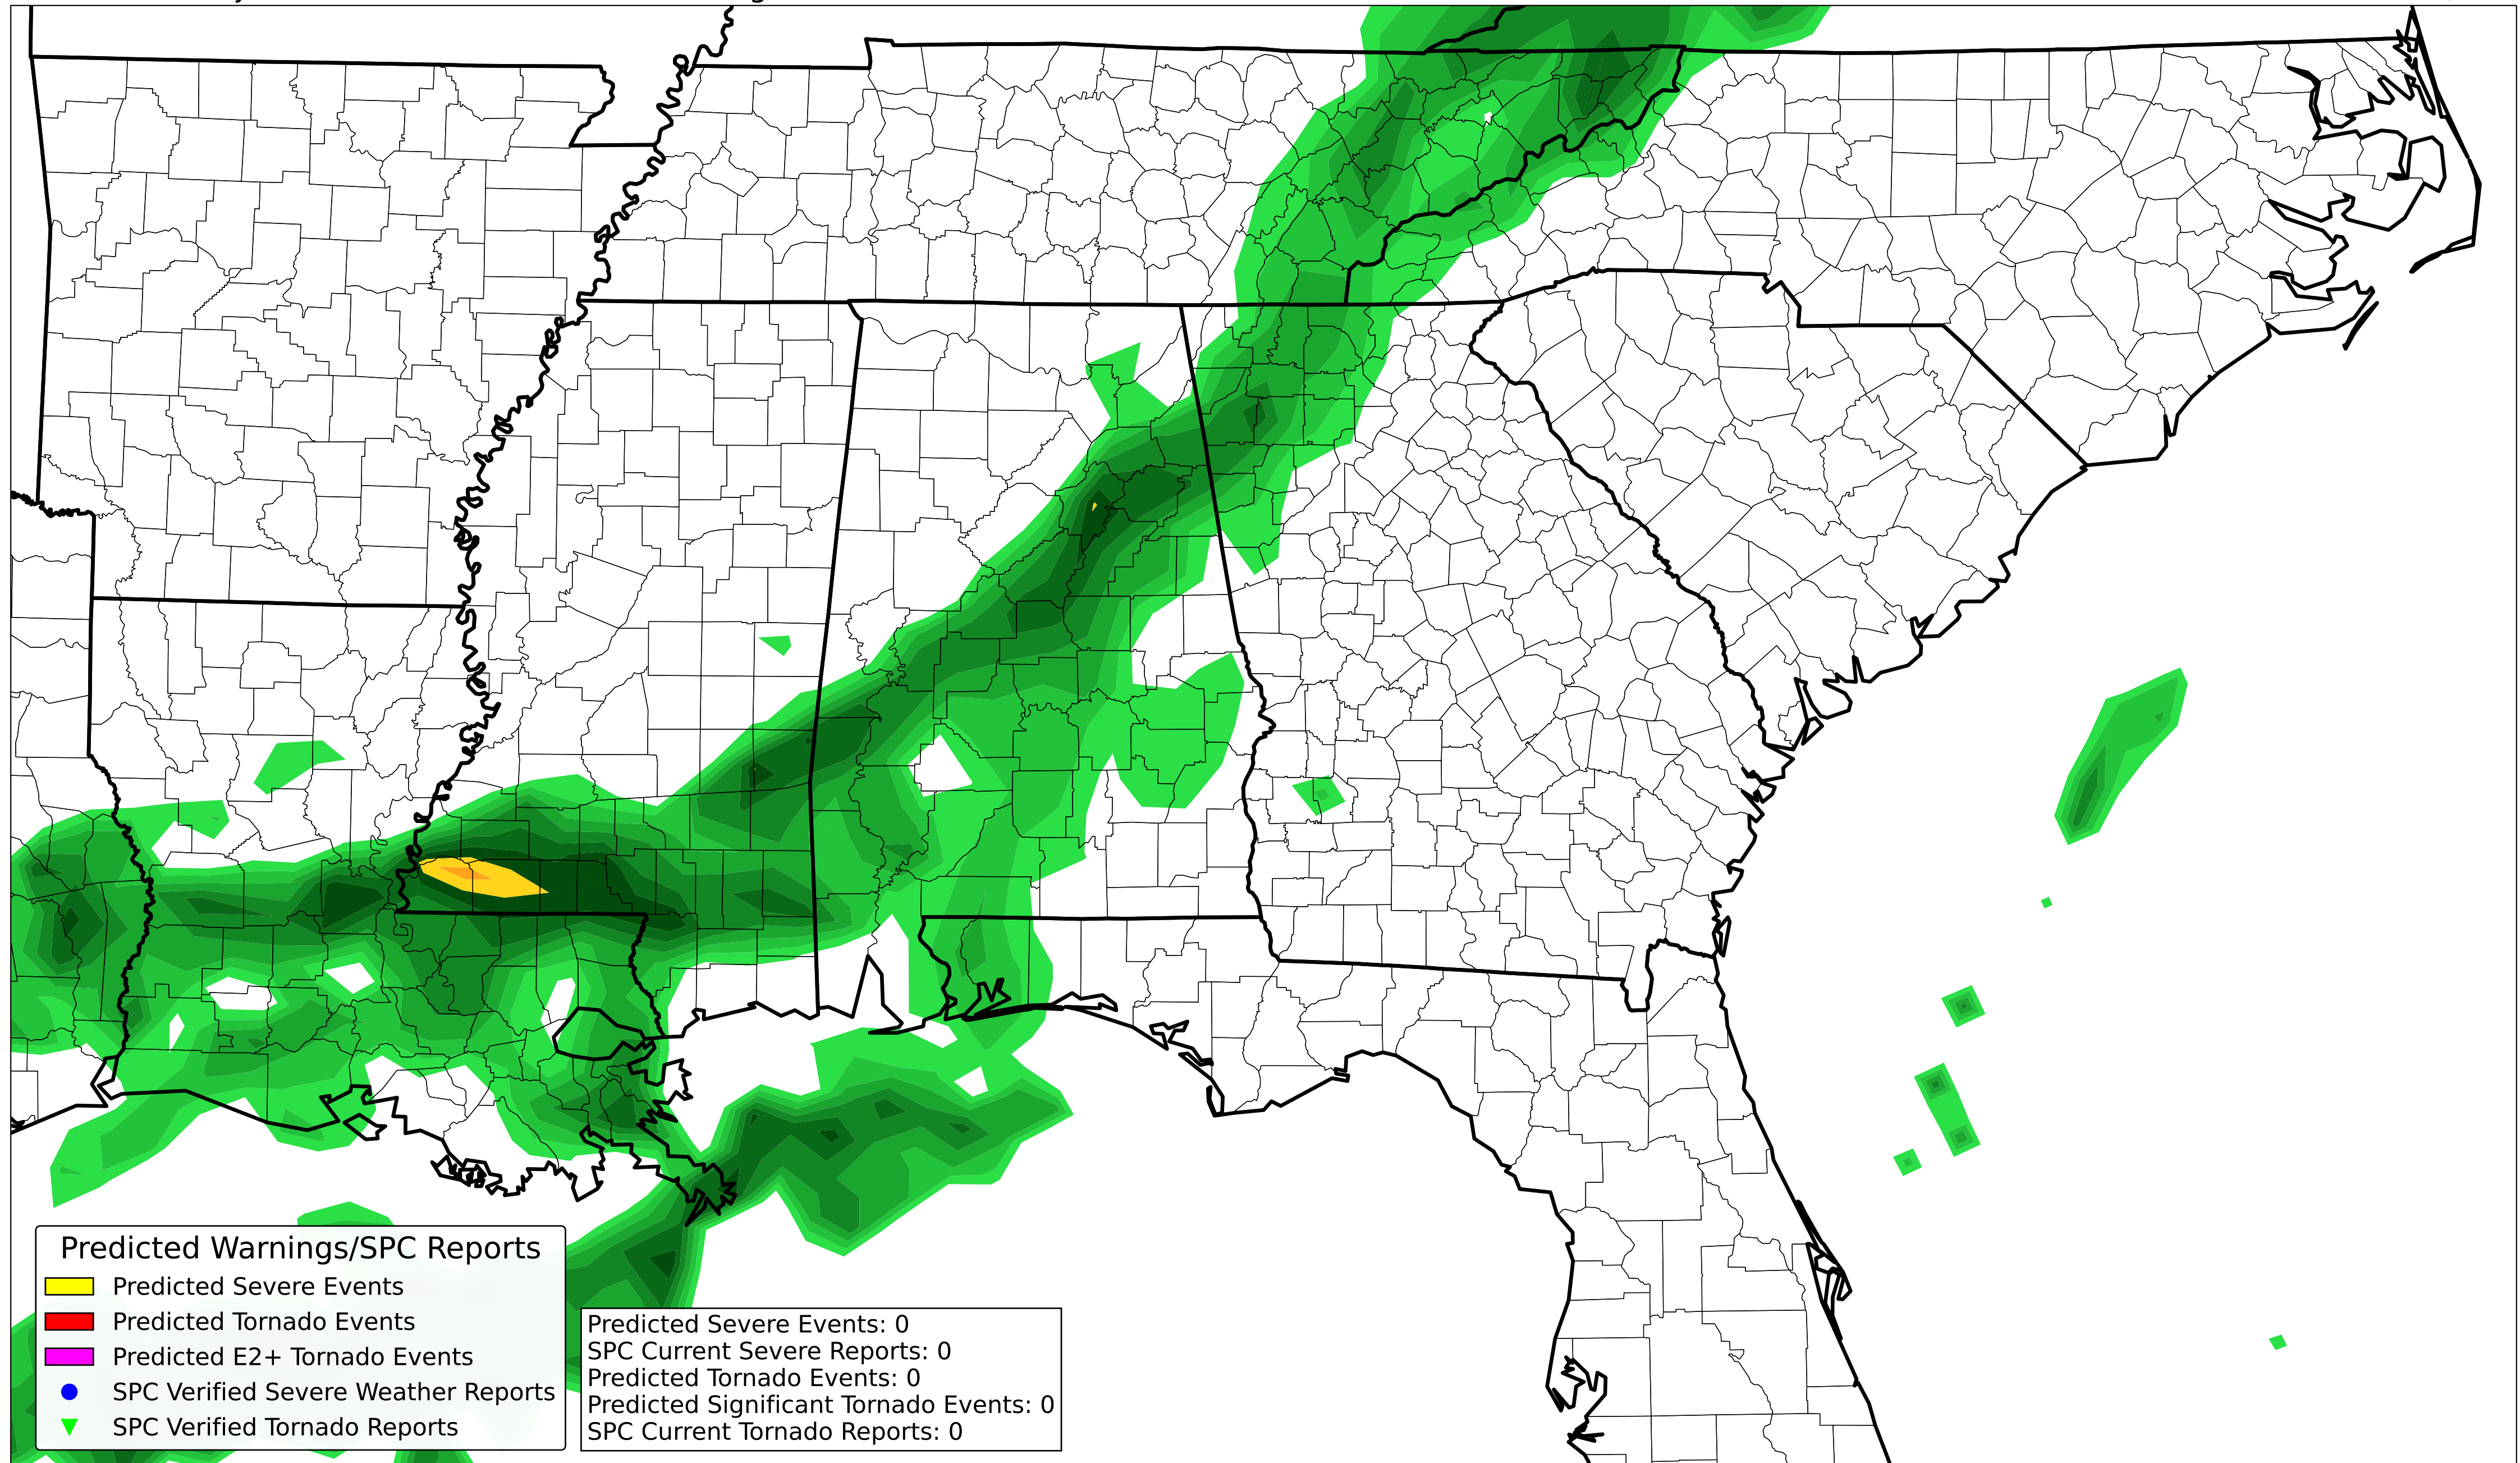 Predicted Warnings/SPC Reports
Predicted Severe Events
Predicted Tornado Events
Predicted E2+ Tornado Events
SPC Verified Severe Weather Reports
SPC Verified Tornado Reports
Predicted Severe Events: 0
SPC Current Severe Reports: 0
Predicted Tornado Events: 0
Predicted Significant Tornado Events: 0
SPC Current Tornado Reports: 0